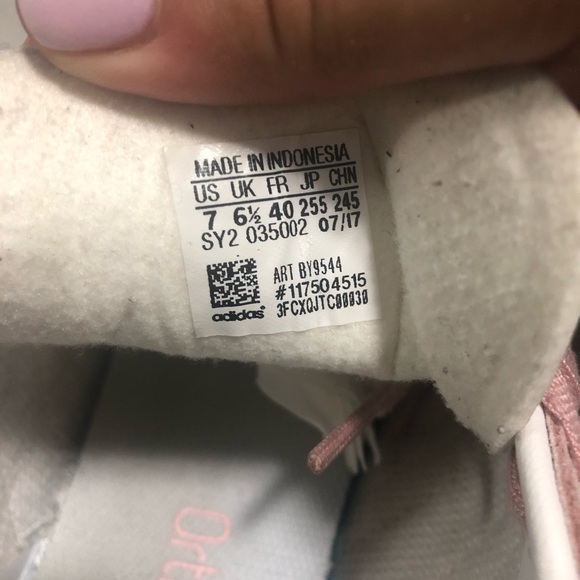 MADE IN INDONESIA
US UK FR JP CHN
7 6½ 40 255 245
SY2 035002 07/17
ART BY9544
#117504515
adidas 3FCXQJTC00030
Ort